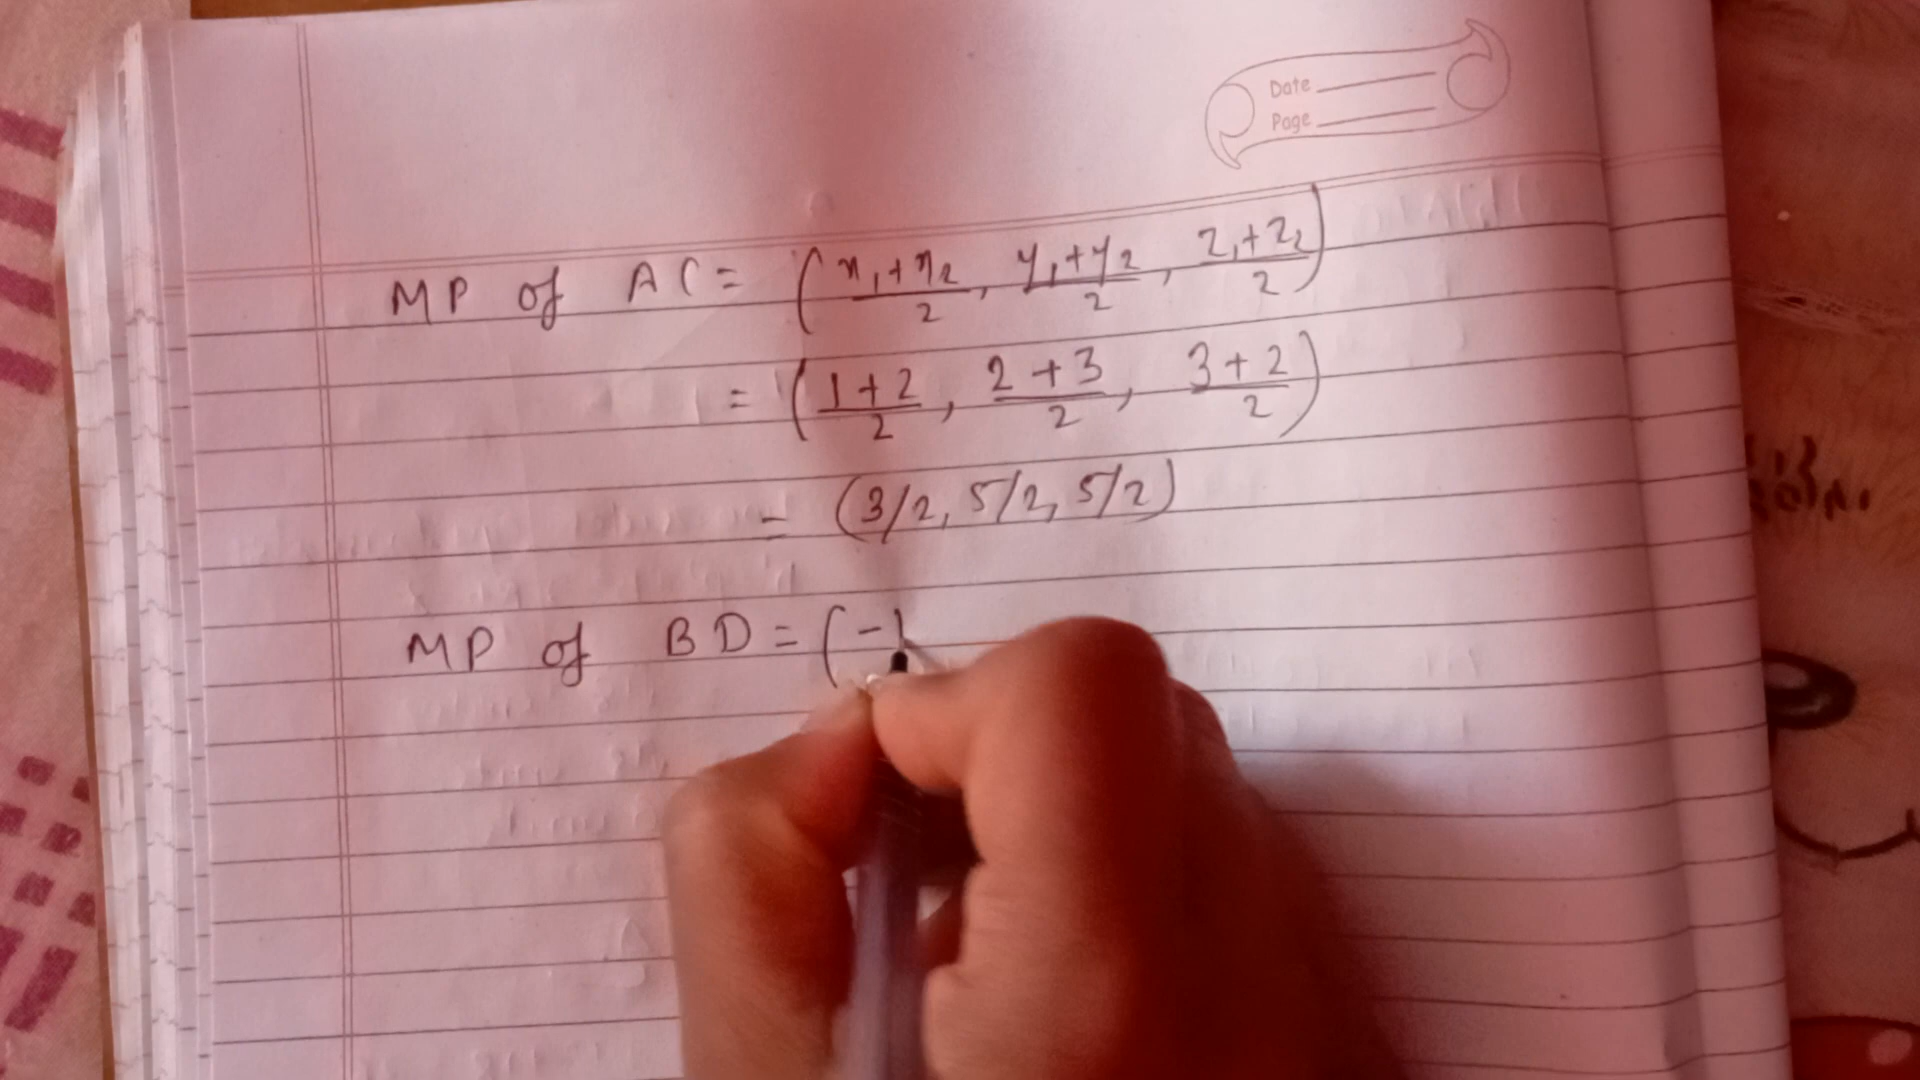 Date
Page
MP of AC = (x₁+x₂/2, y₁+y₂/2, z₁+z₂/2)
= (1+2/2, 2+3/2, 3+2/2)
= (3/2, 5/2, 5/2)
MP of BD = (-1